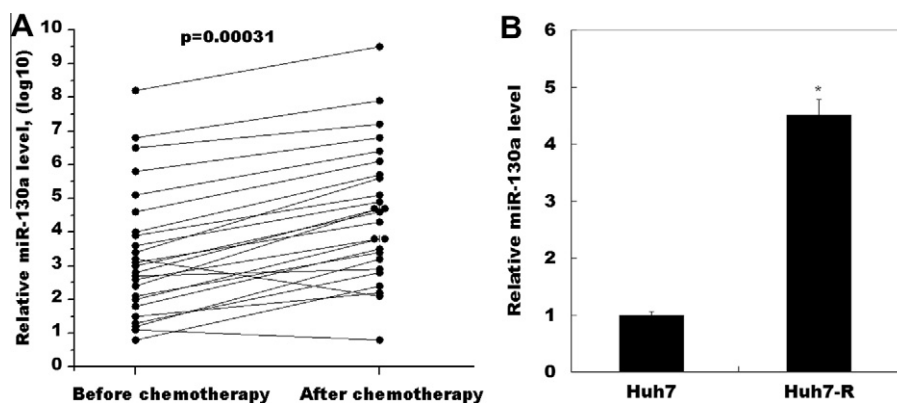 A
p=0.00031
Relative miR-130a level, (log10)
10
9
8
7
6
5
4
3
2
1
0
Before chemotherapy
After chemotherapy
B
Relative miR-130a level
6
5
4
3
2
1
0
*
Huh7
Huh7-R